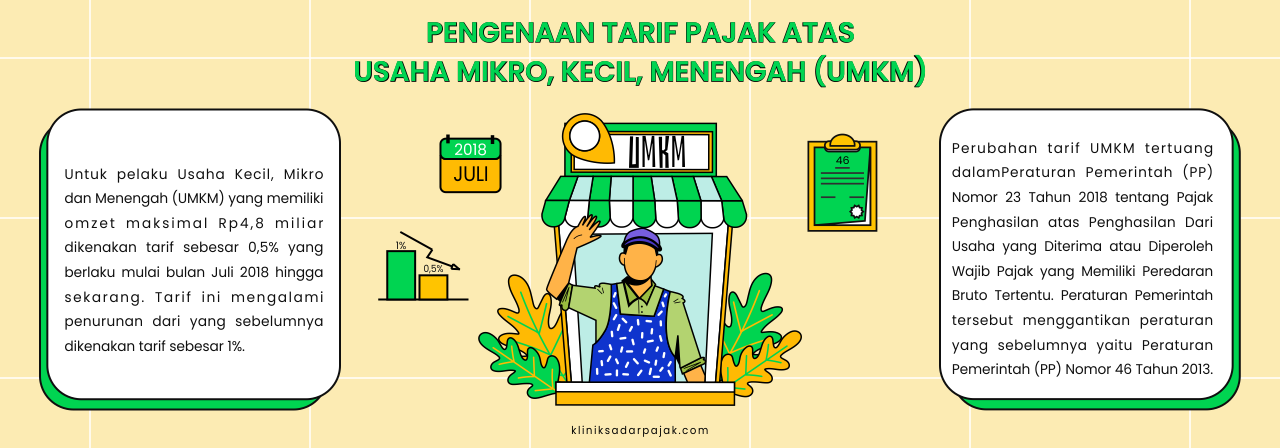 PENGENAAN TARIF PAJAK ATAS
USAHA MIKRO, KECIL, MENENGAH (UMKM)
Untuk pelaku Usaha Kecil, Mikro
dan Menengah (UMKM) yang memiliki
omzet maksimal Rp4,8 miliar
dikenakan tarif sebesar 0,5% yang
berlaku mulai bulan Juli 2018 hingga
sekarang. Tarif ini mengalami
penurunan dari yang sebelumnya
dikenakan tarif sebesar 1%.
2018
JULI
1%
0,5%
UMKM
46
Perubahan tarif UMKM tertuang
dalamPeraturan Pemerintah (PP)
Nomor 23 Tahun 2018 tentang Pajak
Penghasilan atas Penghasilan Dari
Usaha yang Diterima atau Diperoleh
Wajib Pajak yang Memiliki Peredaran
Bruto Tertentu. Peraturan Pemerintah
tersebut menggantikan peraturan
yang sebelumnya yaitu Peraturan
Pemerintah (PP) Nomor 46 Tahun 2013.
kliniksadarpajak.com